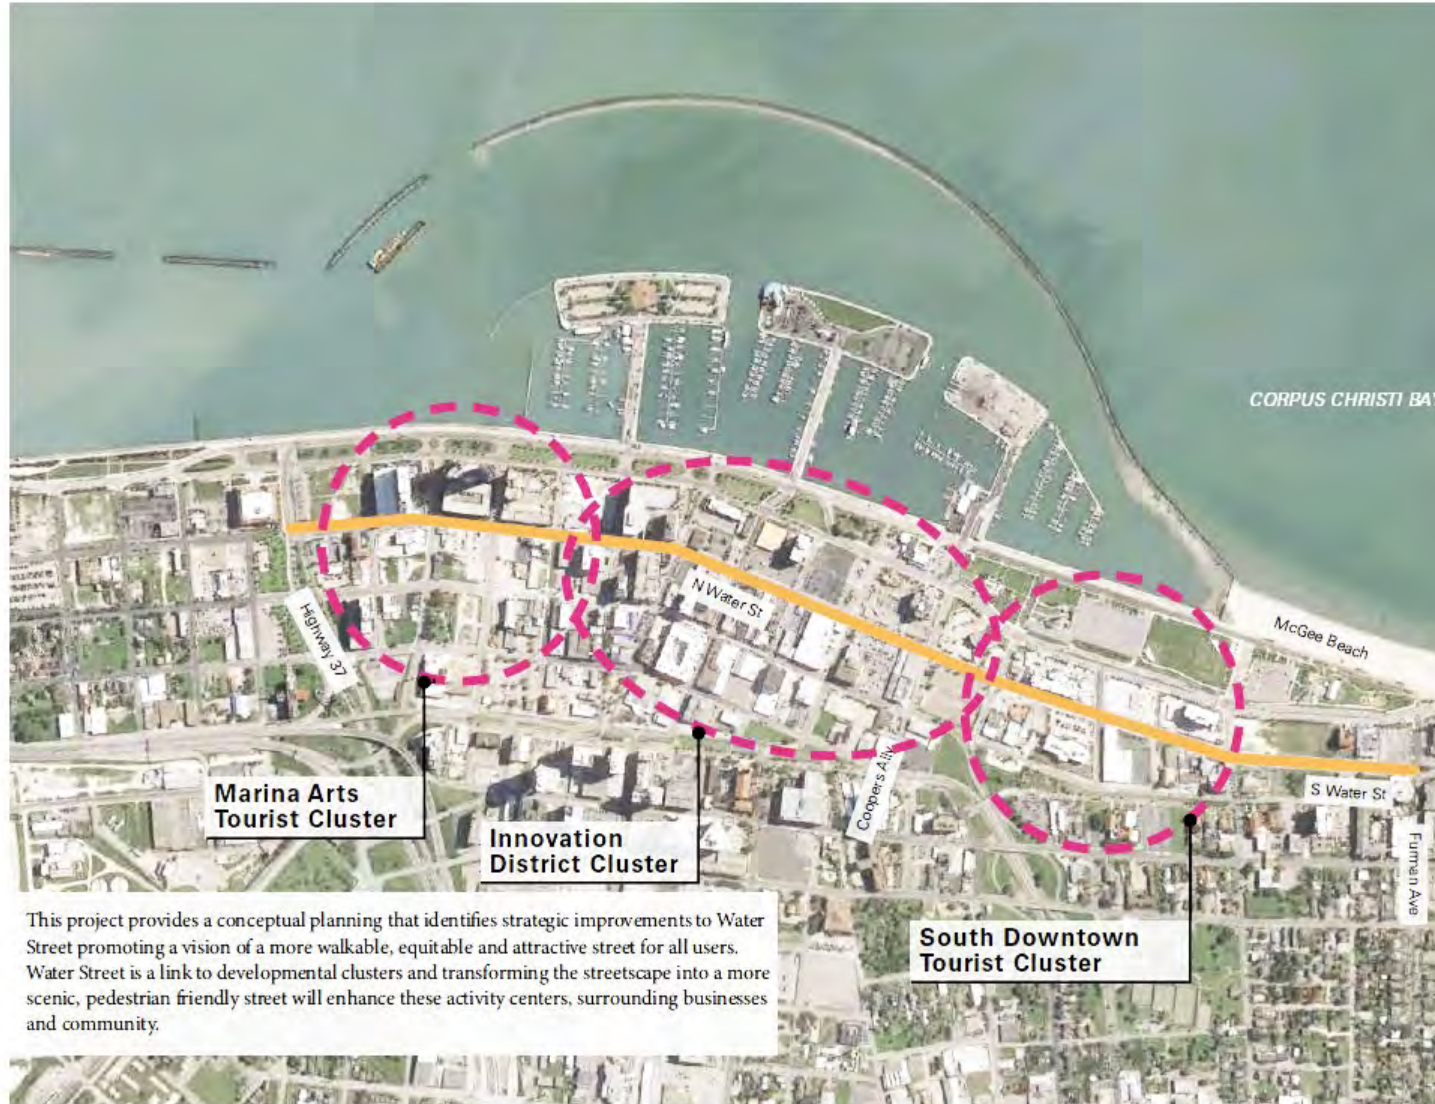 CORPUS CHRISTI BAY
McGee Beach
N Water St
Highway 37
S Water St
Coopers Ally
Furman Ave
Marina Arts
Tourist Cluster
Innovation
District Cluster
South Downtown
Tourist Cluster
This project provides a conceptual planning that identifies strategic improvements to Water
Street promoting a vision of a more walkable, equitable and attractive street for all users.
Water Street is a link to developmental clusters and transforming the streetscape into a more
scenic, pedestrian friendly street will enhance these activity centers, surrounding businesses
and community.